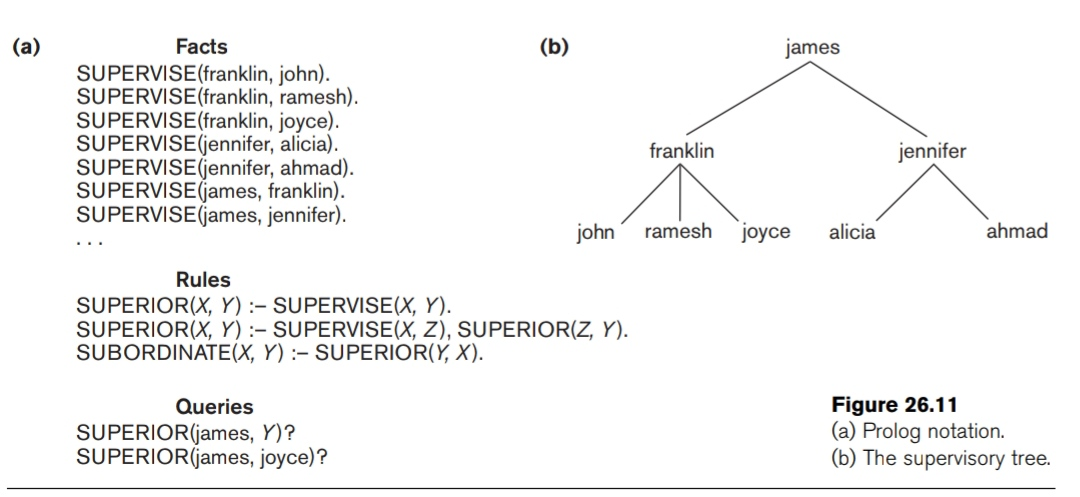 (a) Facts
SUPERVISE(franklin, john).
SUPERVISE(franklin, ramesh).
SUPERVISE(franklin, joyce).
SUPERVISE(jennifer, alicia).
SUPERVISE(jennifer, ahmad).
SUPERVISE(james, franklin).
SUPERVISE(james, jennifer).
. . .
Rules
SUPERIOR(X, Y) :– SUPERVISE(X, Y).
SUPERIOR(X, Y) :– SUPERVISE(X, Z), SUPERIOR(Z, Y).
SUBORDINATE(X, Y) :– SUPERIOR(Y, X).
Queries
SUPERIOR(james, Y)?
SUPERIOR(james, joyce)?
(b) james
franklin jennifer
john ramesh joyce alicia ahmad
Figure 26.11
(a) Prolog notation.
(b) The supervisory tree.